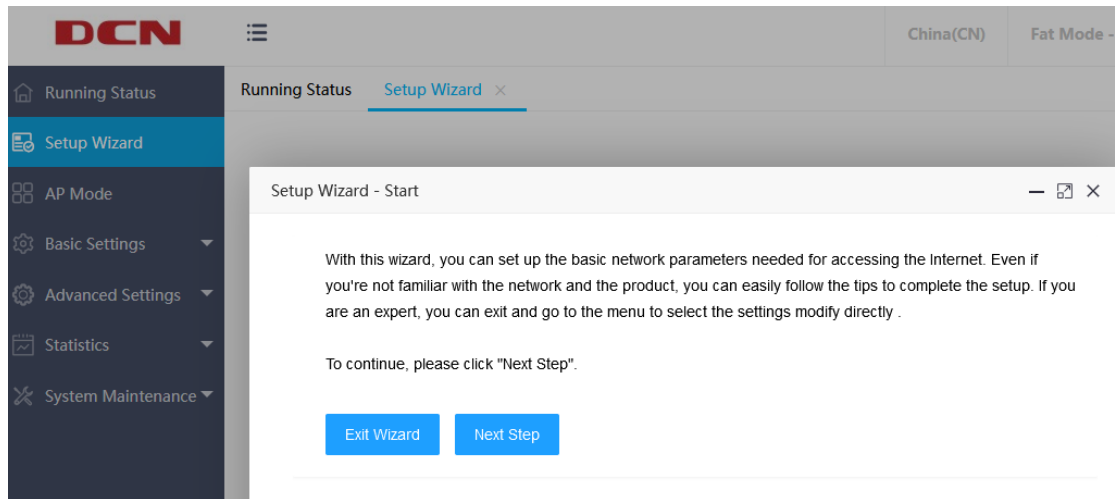 DCN
China(CN)
Fat Mode -
Running Status
Setup Wizard
AP Mode
Basic Settings
Advanced Settings
Statistics
System Maintenance
Running Status
Setup Wizard
Setup Wizard - Start
With this wizard, you can set up the basic network parameters needed for accessing the Internet. Even if
you're not familiar with the network and the product, you can easily follow the tips to complete the setup. If you
are an expert, you can exit and go to the menu to select the settings modify directly .
To continue, please click "Next Step".
Exit Wizard
Next Step